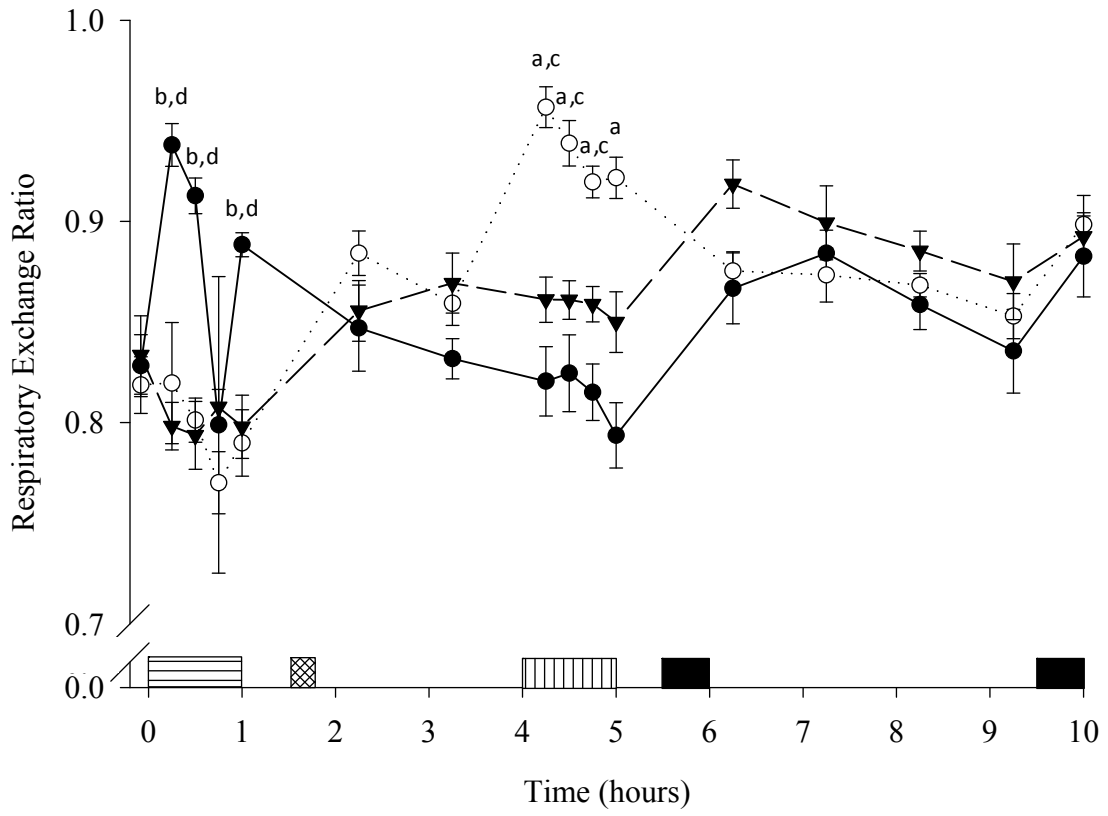 1.0
a,c
b,d
a,c
a
b,d
a,c
b,d
0.9
0.8
0.7
0.0
0 1 2 3 4 5 6 7 8 9 10
Time (hours)
Respiratory Exchange Ratio